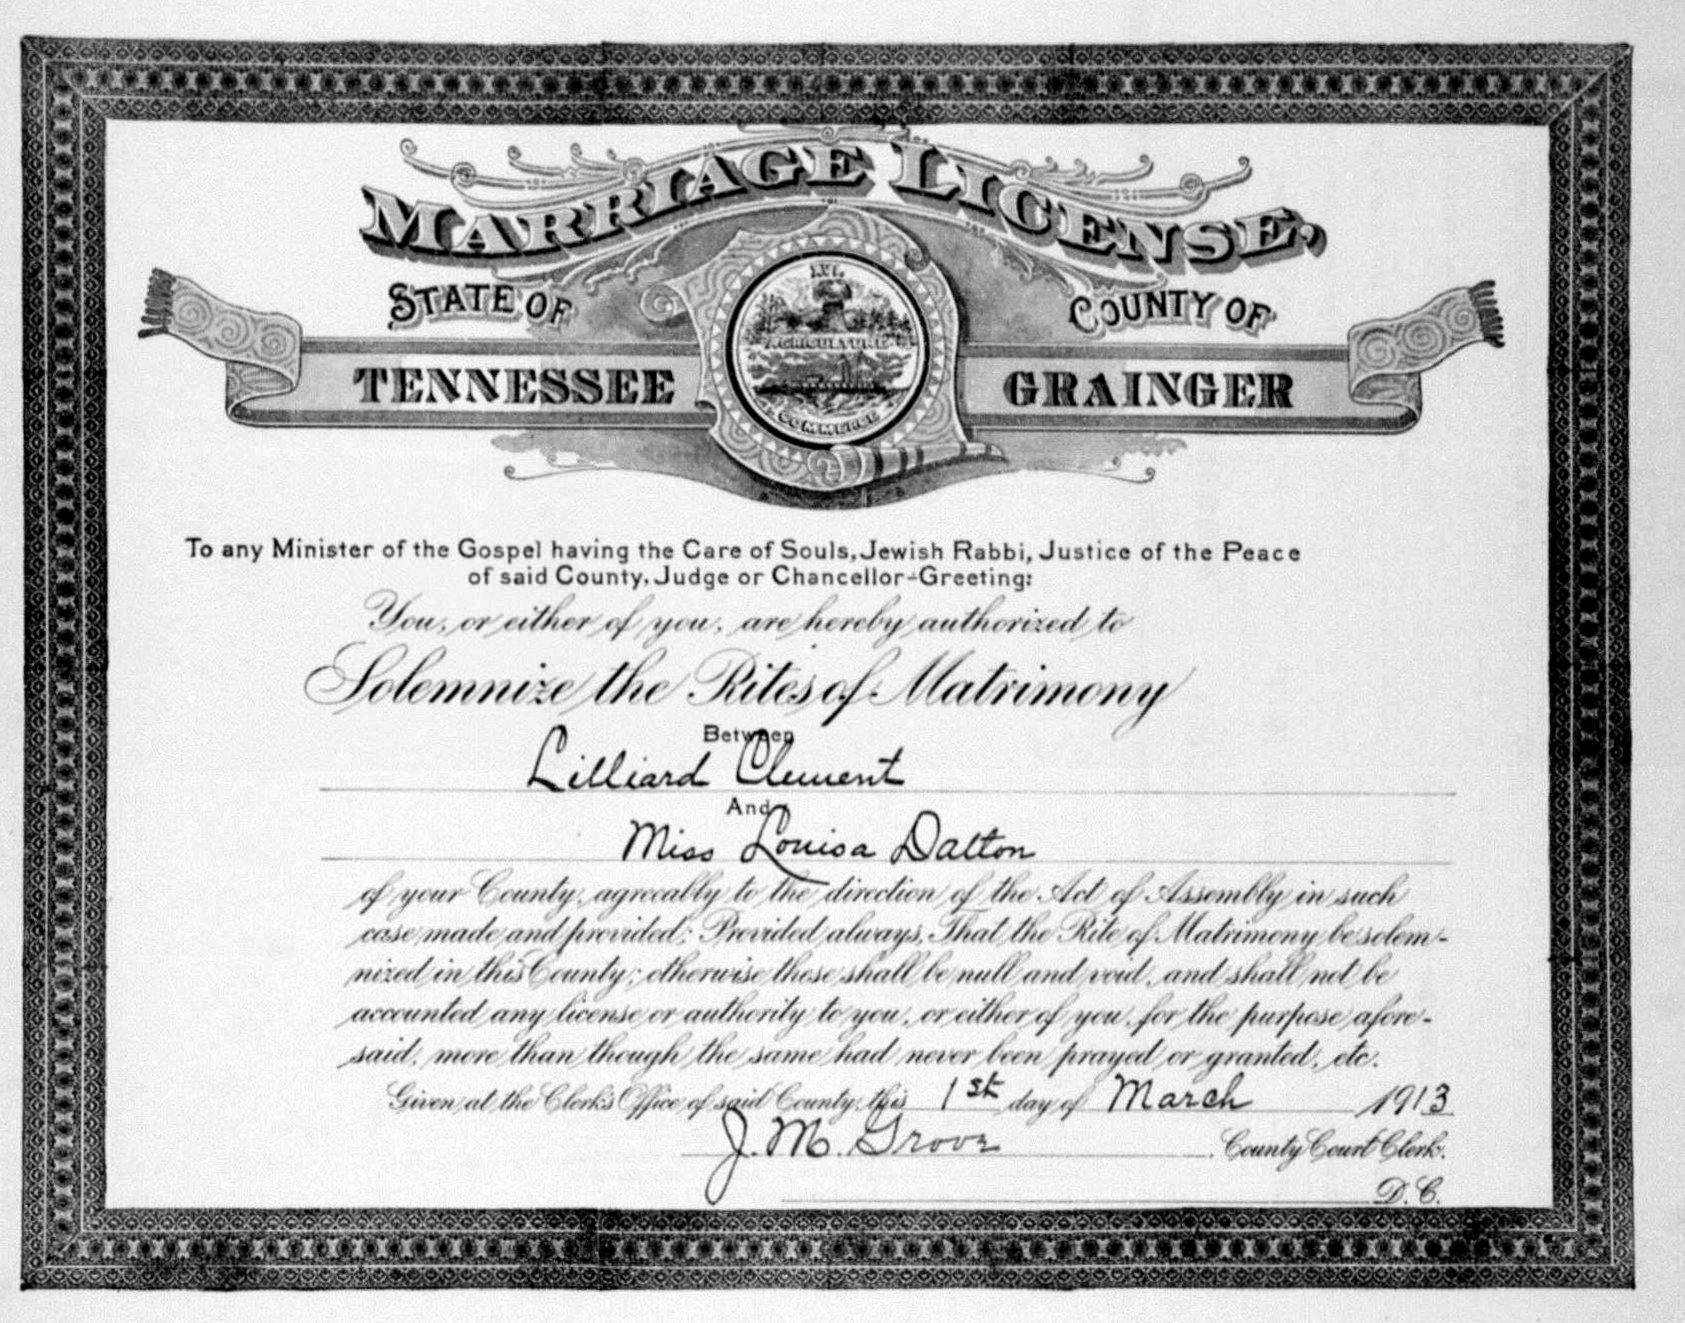 MARRIAGE LICENSE,
STATE OF
COUNTY OF
TENNESSEE
GRAINGER
XVI.
AGRICULTURE
COMMERCE
To any Minister of the Gospel having the Care of Souls, Jewish Rabbi, Justice of the Peace
of said County, Judge or Chancellor-Greeting:
You, or either of you, are hereby authorized to
Solemnize the Rites of Matrimony
Between
Lilliard Clement
And
Miss Louisa Dalton
of your County, agreeably to the direction of the Act of Assembly in such
case made and provided; Provided always, That the Rite of Matrimony be solem-
nized in this County; otherwise these shall be null and void, and shall not be
accounted any license or authority to you, or either of you, for the purpose afore-
said, more than though the same had never been prayed or granted, etc.
Given at the Clerk's Office of said County, this 1st day of March 1913
J. M. Grove County Court Clerk.
D. C.